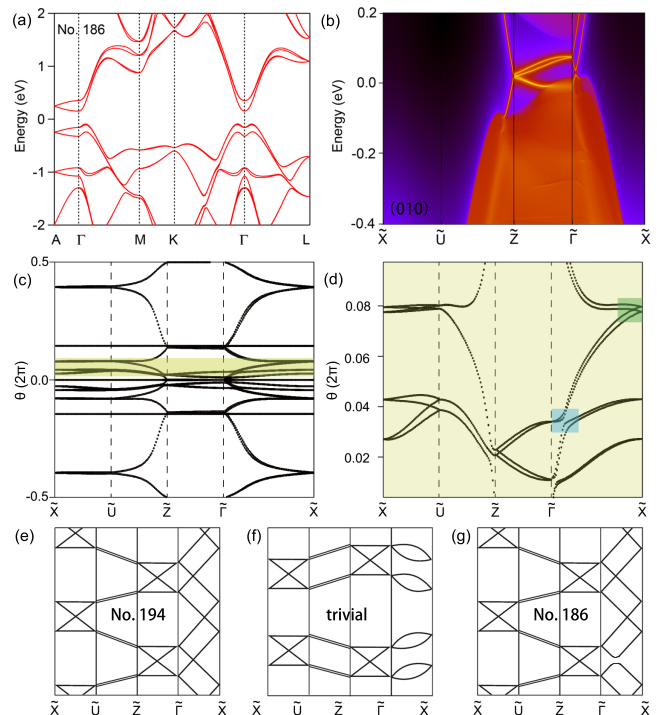 (a)
No. 186
Energy (eV)
2
1
0
-1
-2
A Γ M K Γ L
(b)
Energy (eV)
0.2
0.0
-0.2
-0.4
(010)
X̃ Ũ Z̃ Γ̃ X̃
(c)
θ (2π)
0.5
0.0
-0.5
X̃ Ũ Z̃ Γ̃ X̃
(d)
θ (2π)
0.08
0.06
0.04
0.02
X̃ Ũ Z̃ Γ̃ X̃
(e)
No. 194
X̃ Ũ Z̃ Γ̃ X̃
(f)
trivial
X̃ Ũ Z̃ Γ̃ X̃
(g)
No. 186
X̃ Ũ Z̃ Γ̃ X̃